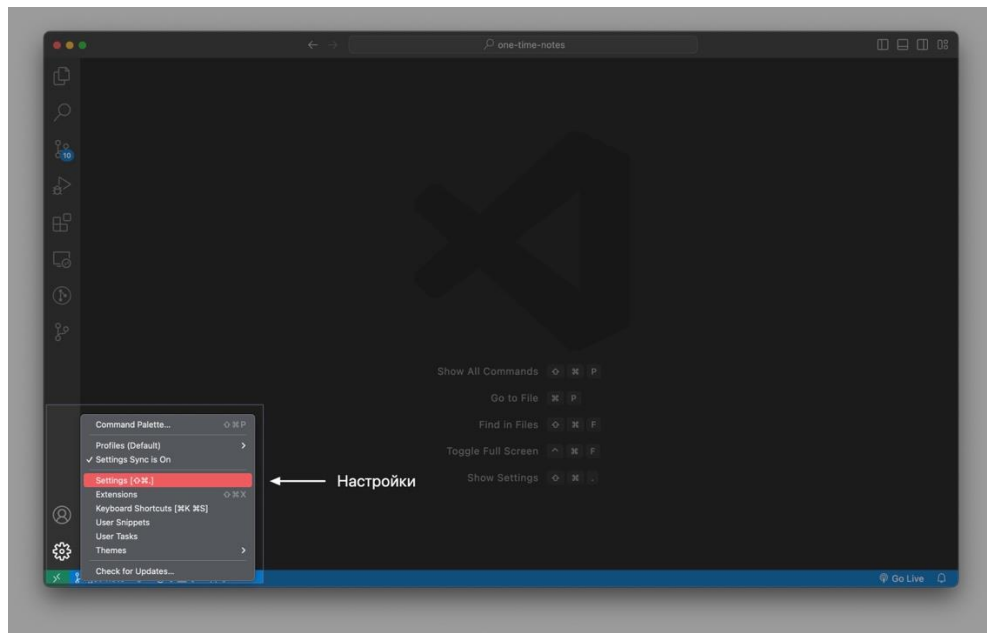 one-time-notes
10
Show All Commands ⇧ ⌘ P
Go to File ⌘ P
Find in Files ⇧ ⌘ F
Toggle Full Screen ^ ⌘ F
Show Settings ⇧ ⌘ .
Command Palette... ⇧⌘P
Profiles (Default) >
✓ Settings Sync is On
Settings [⇧⌘.]
Настройки
Extensions ⇧⌘X
Keyboard Shortcuts [⌘K ⌘S]
User Snippets
User Tasks
Themes >
Check for Updates...
Go Live